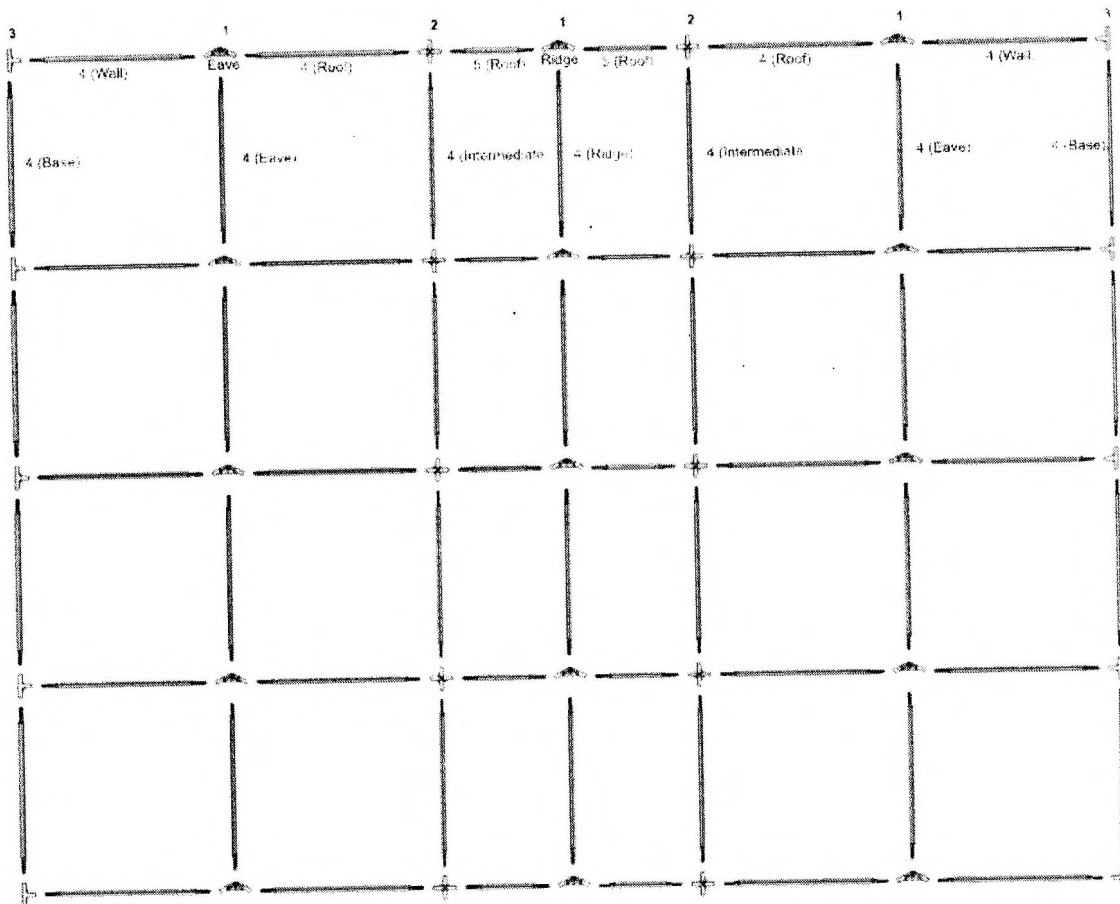 3 1 2 1 2 1 3
4 (Wall) Eave 4 (Roof) 5 (Roof) Ridge 5 (Roof) 4 (Roof) 4 (Wall
4 (Base) 4 (Eave) 4 (Intermediate 4 (Ridge) 4 (Intermediate 4 (Eave) 4 (Base)